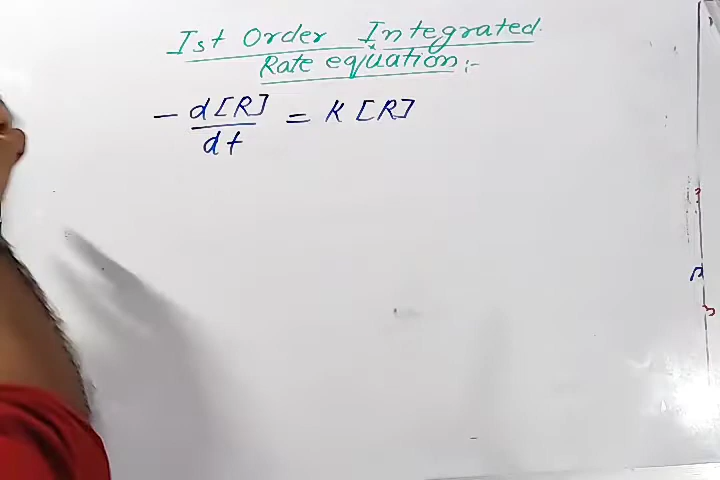 Ist Order Integrated
Rate equation :-
- d[R]/dt = K [R]